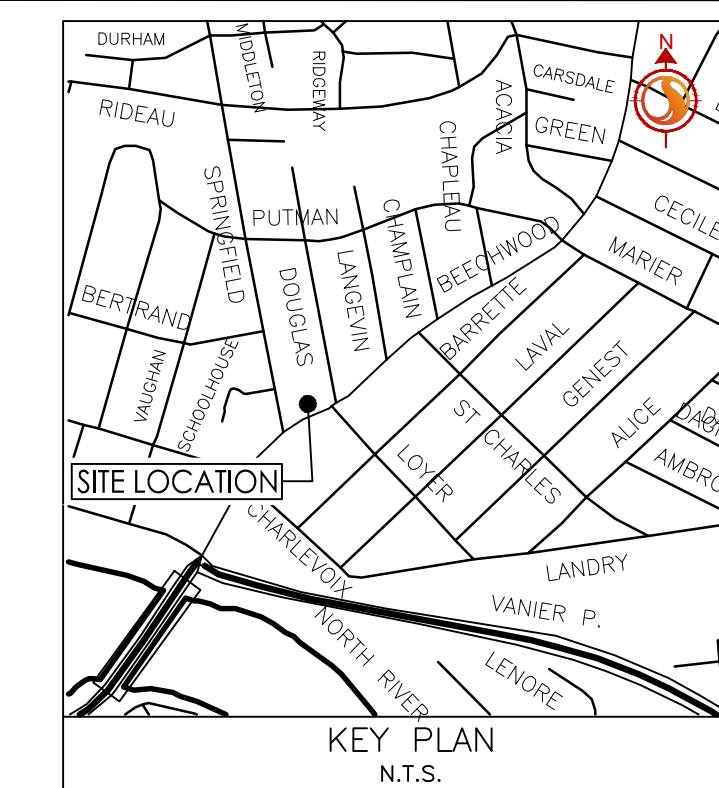 DURHAM
MIDDLETON
RIDGEWAY
N
CARSDALE
ACACIA
RIDEAU
GREEN
CHAPLEAU
SPRINGFIELD
PUTMAN
CHAMPLAIN
CECILE
BEECHWOOD
MARIER
LANGEVIN
DOUGLAS
BERTRAND
BARRETTE
LAVAL
VAUGHAN
SCHOOLHOUSE
GENEST
ALICE
ST CHARLES
LOYER
AMBRO
SITE LOCATION
CHARLEVOIX
LANDRY
VANIER P.
NORTH RIVER
LENORE
KEY PLAN
N.T.S.